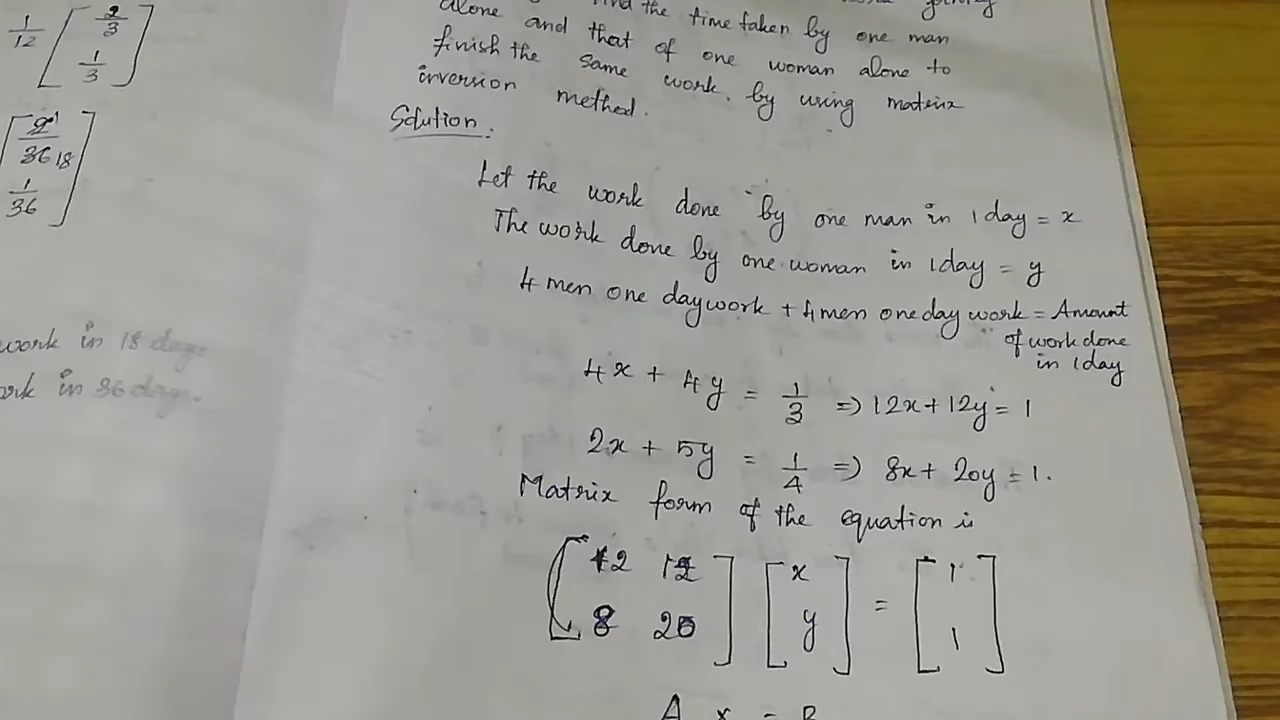 1/12 [ 2/3
1/3 ]
[ 2 1 / 36 18
1/36 ]
work in 18 days.
in 36 days.
the time taken by one man
alone and that of one woman alone to
finish the same work, by using matrix
inversion method.
Solution:
Let the work done by one man in 1 day = x
The work done by one woman in 1 day = y
4 men one day work + 4 men one day work = Amount
of work done
in 1 day
4x + 4y = 1/3 => 12x + 12y = 1
2x + 5y = 1/4 => 8x + 20y = 1.
Matrix form of the equation is
[ 12 12 ] [ x ] = [ 1 ]
[ 8 20 ] [ y ] [ 1 ]
A x = B